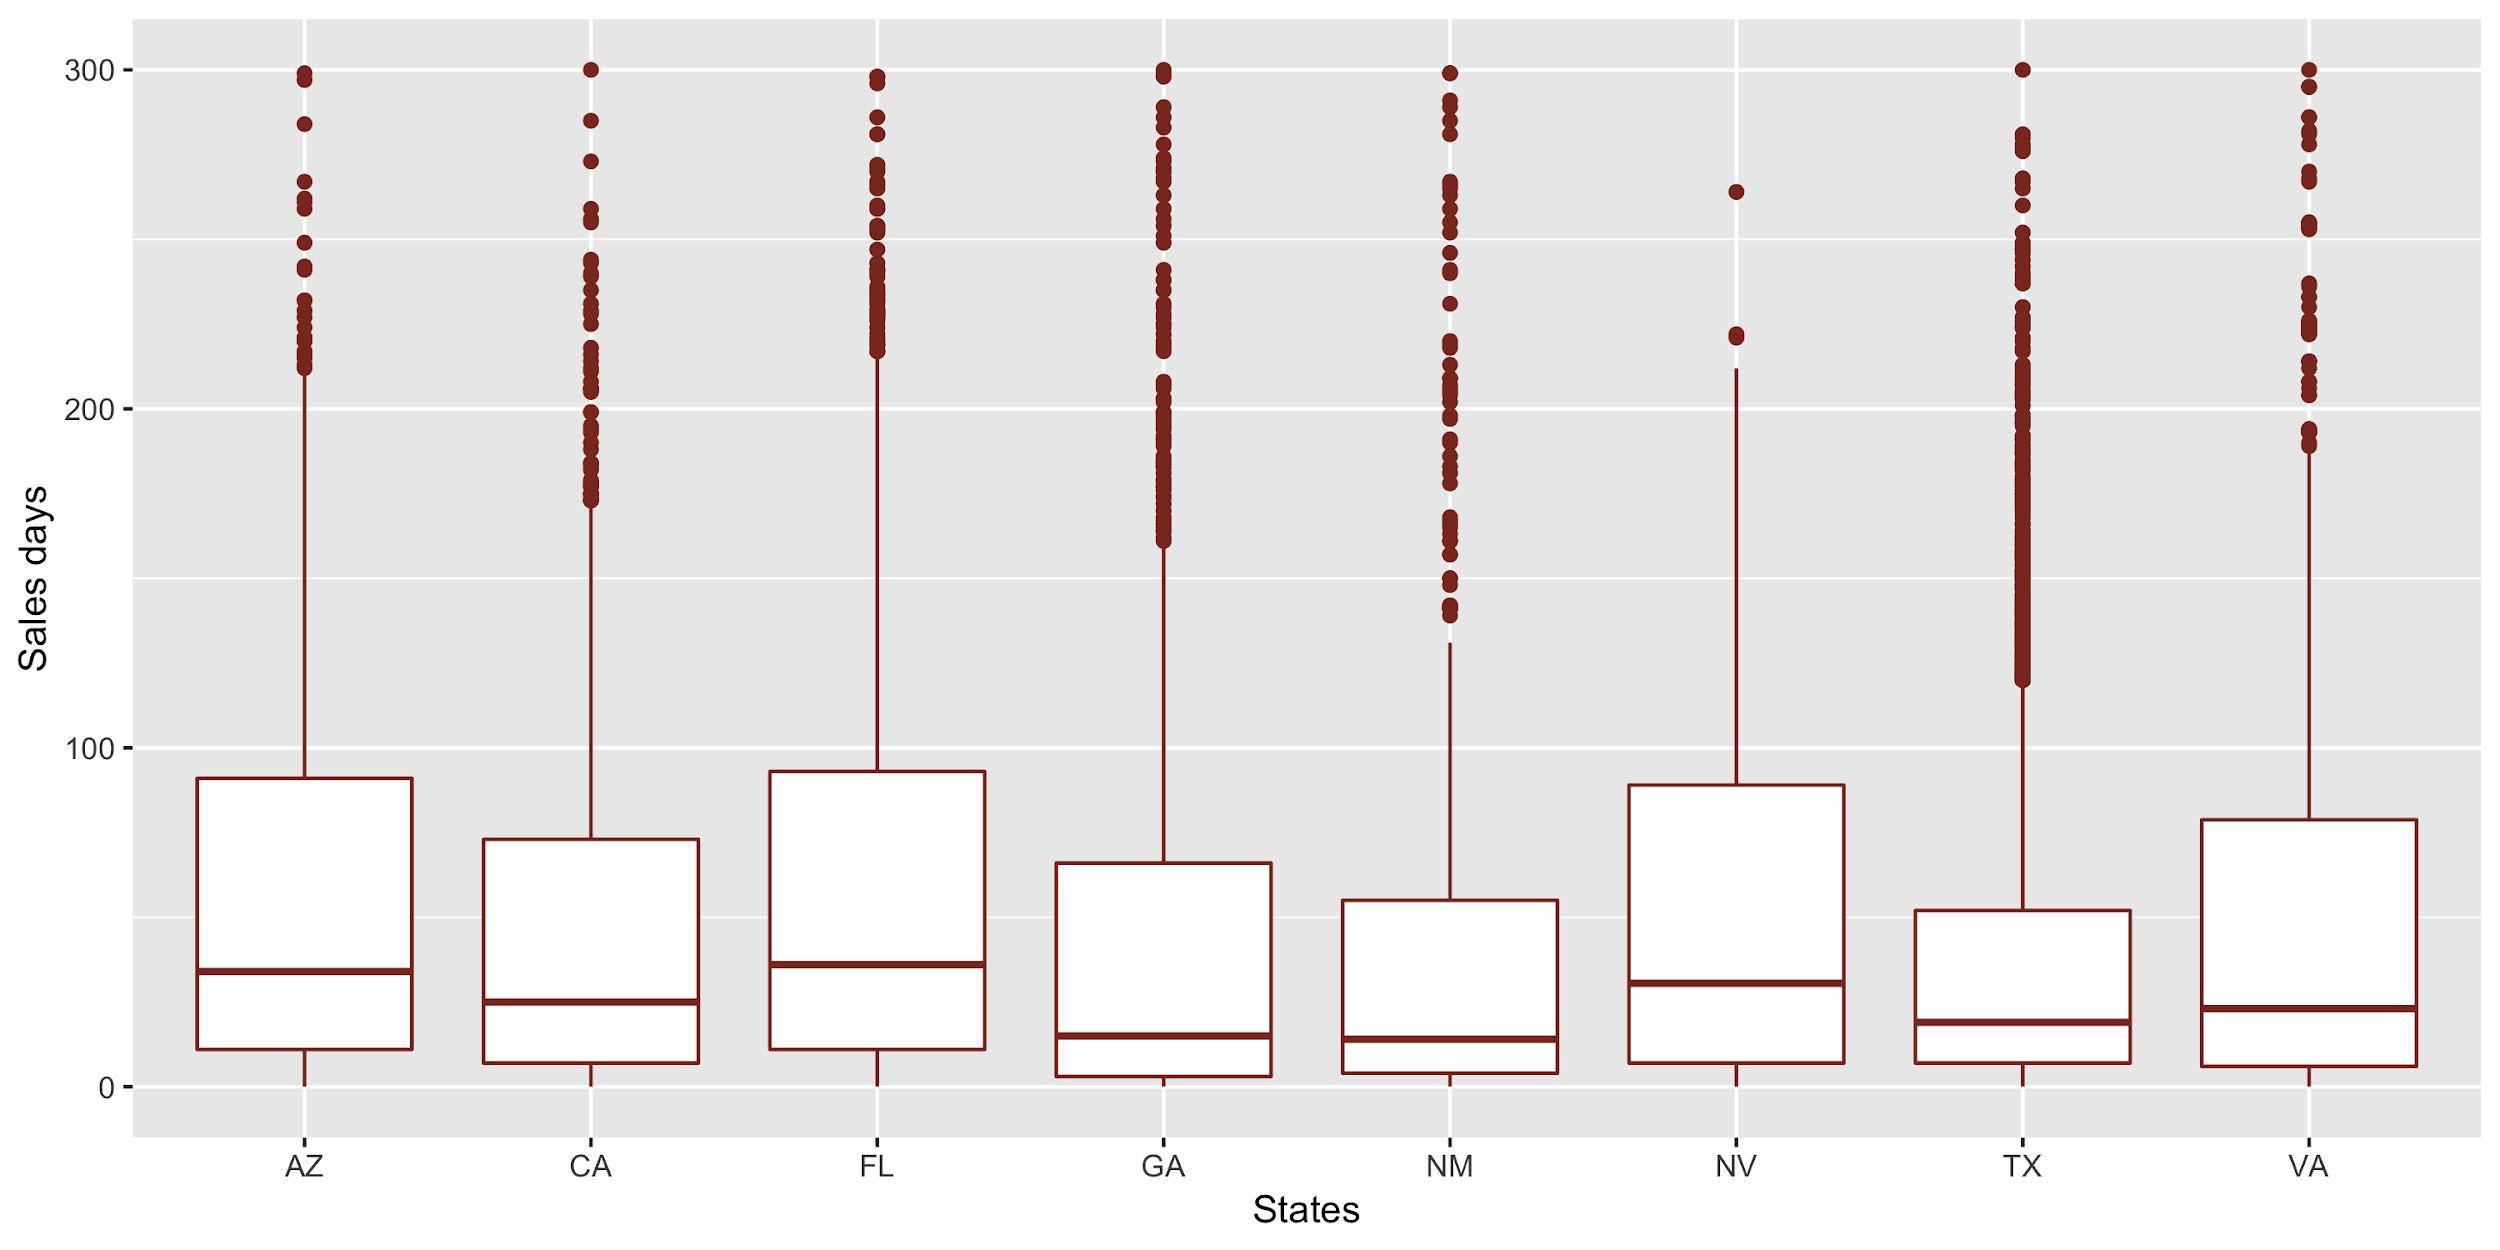 300
200
100
0
Sales days
AZ CA FL GA NM NV TX VA
States